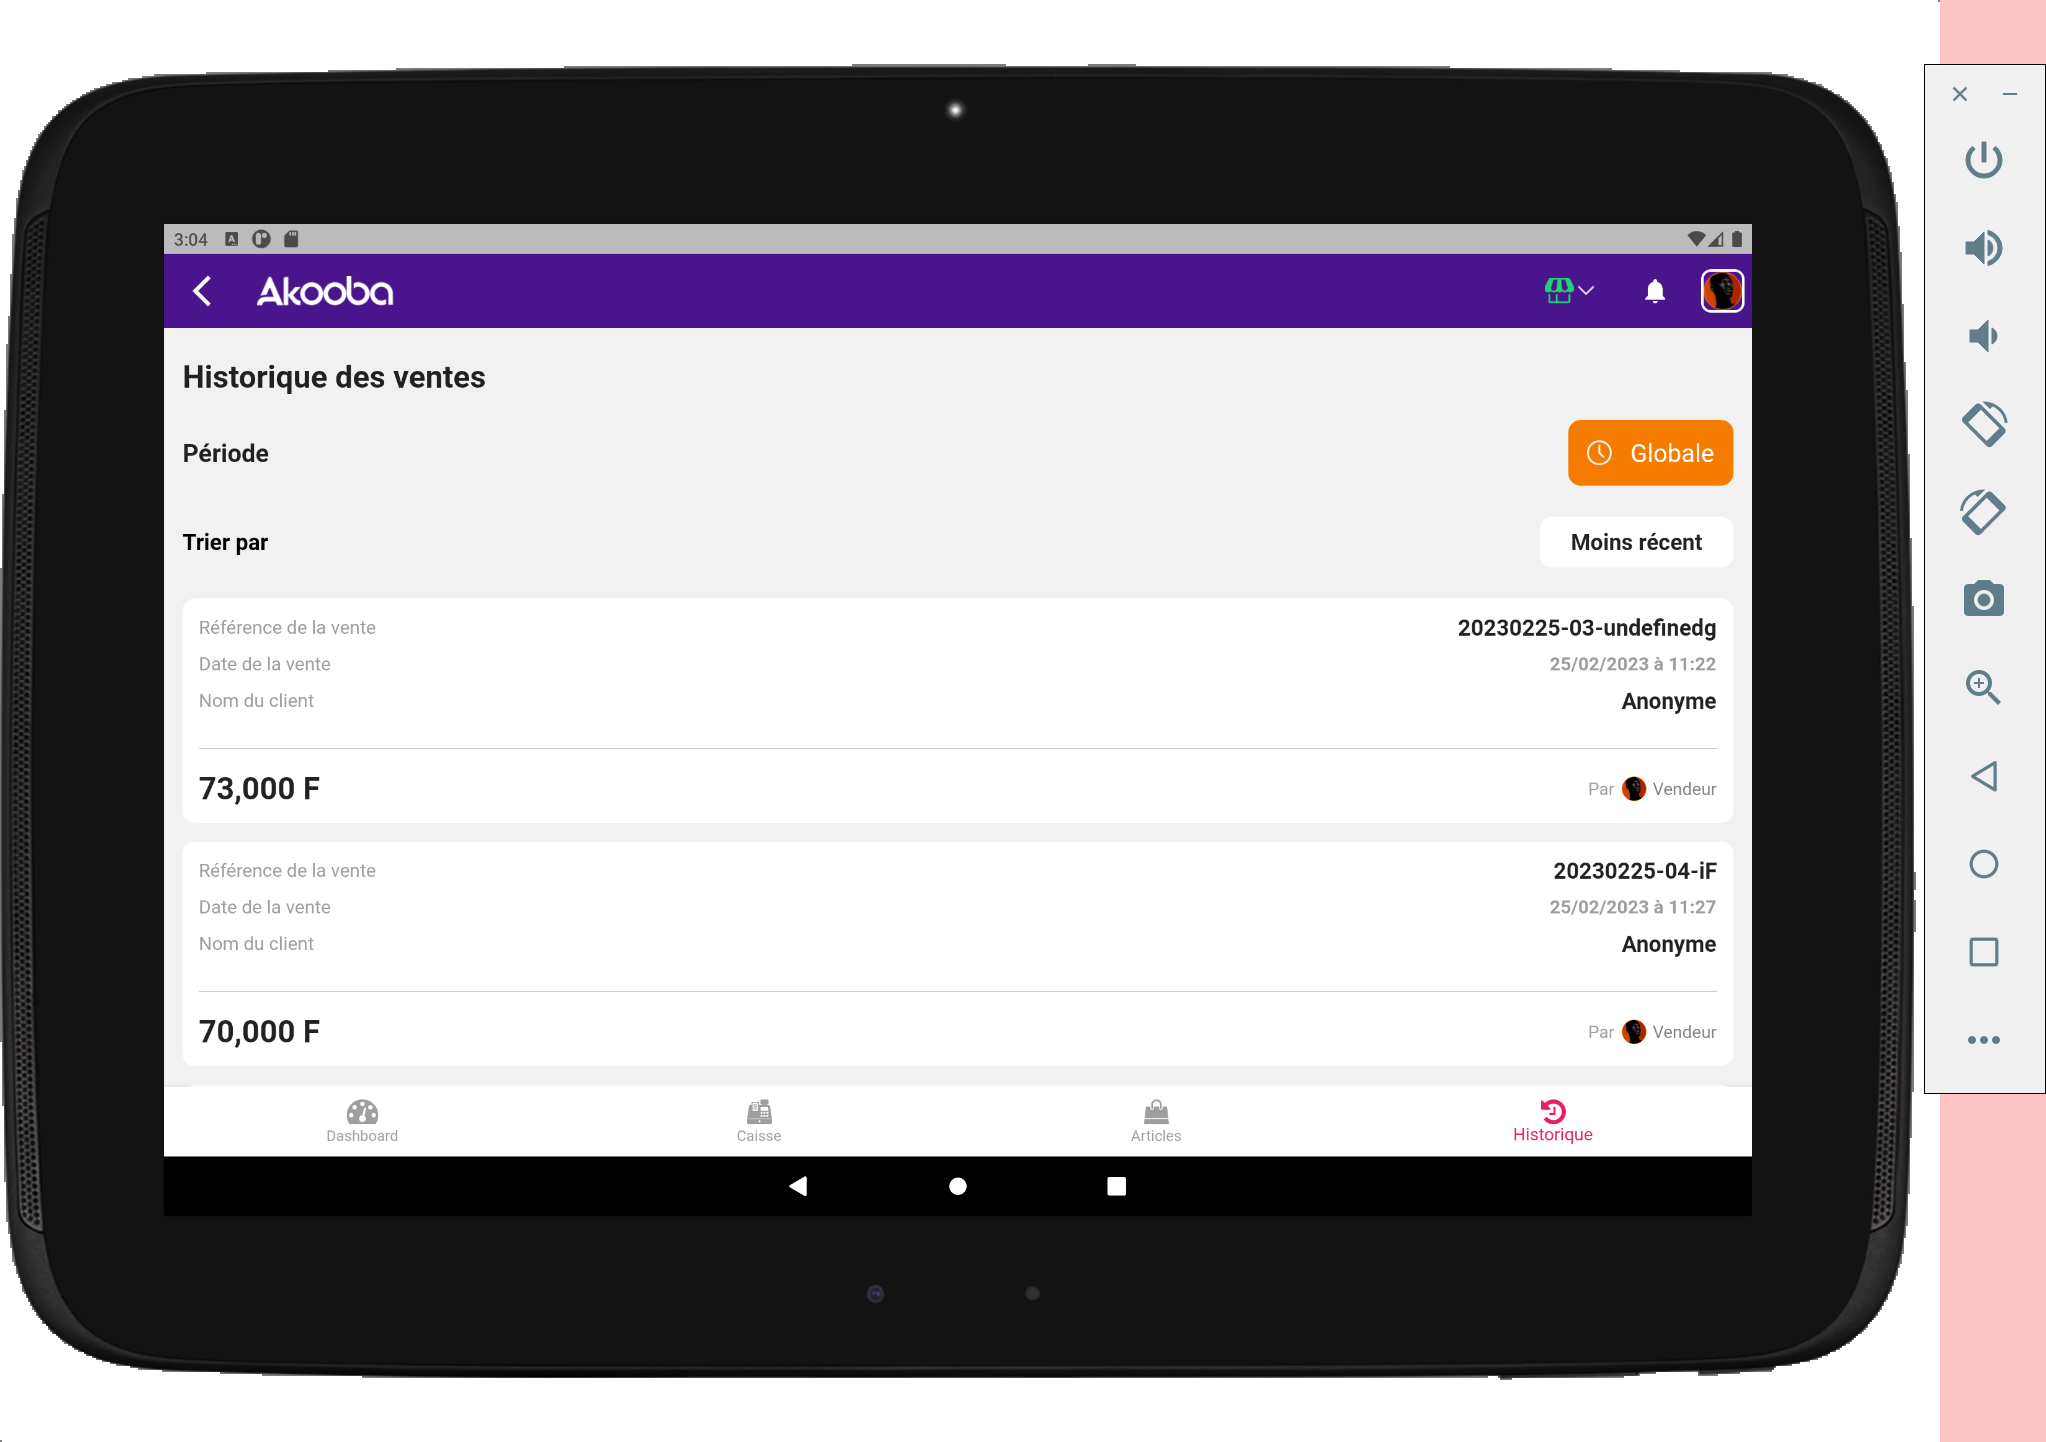 3:04
Akooba
Historique des ventes
Période
Globale
Trier par
Moins récent
Référence de la vente
20230225-03-undefinedg
Date de la vente
25/02/2023 à 11:22
Nom du client
Anonyme
73,000 F
Par Vendeur
Référence de la vente
20230225-04-iF
Date de la vente
25/02/2023 à 11:27
Nom du client
Anonyme
70,000 F
Par Vendeur
Dashboard
Caisse
Articles
Historique